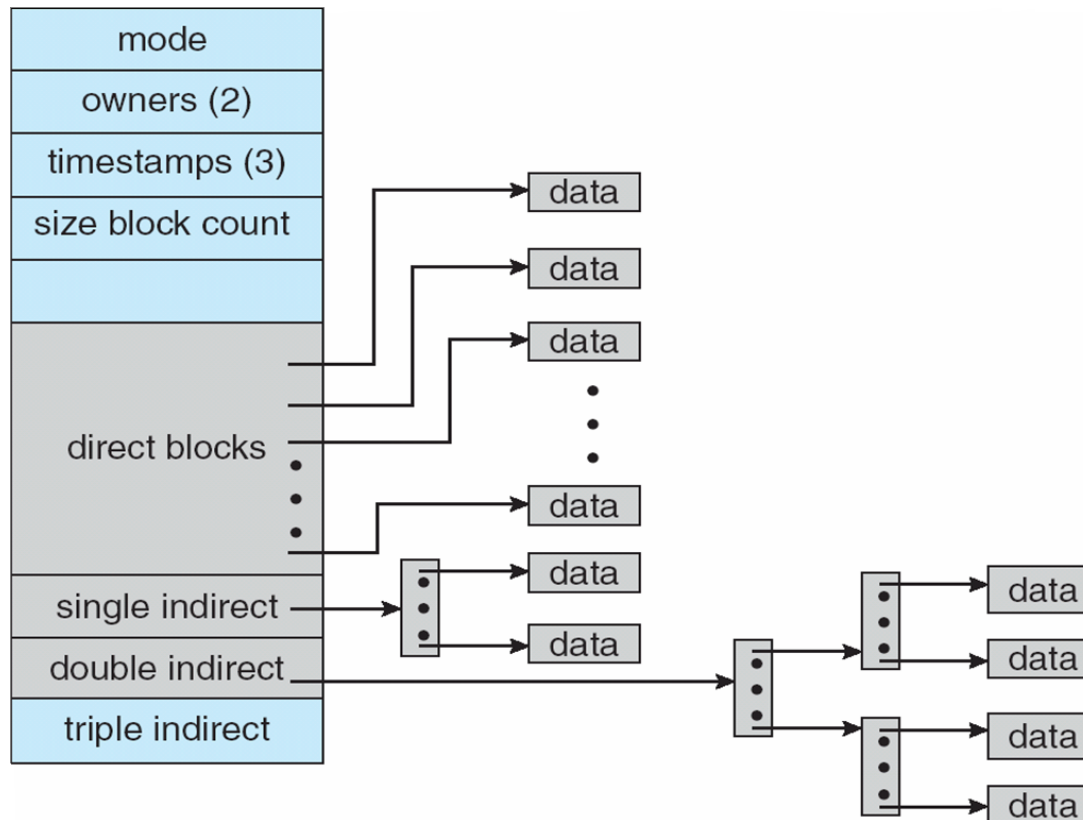 mode
owners (2)
timestamps (3)
size block count
direct blocks
single indirect
double indirect
triple indirect
data
data
data
data
data
data
data
data
data
data